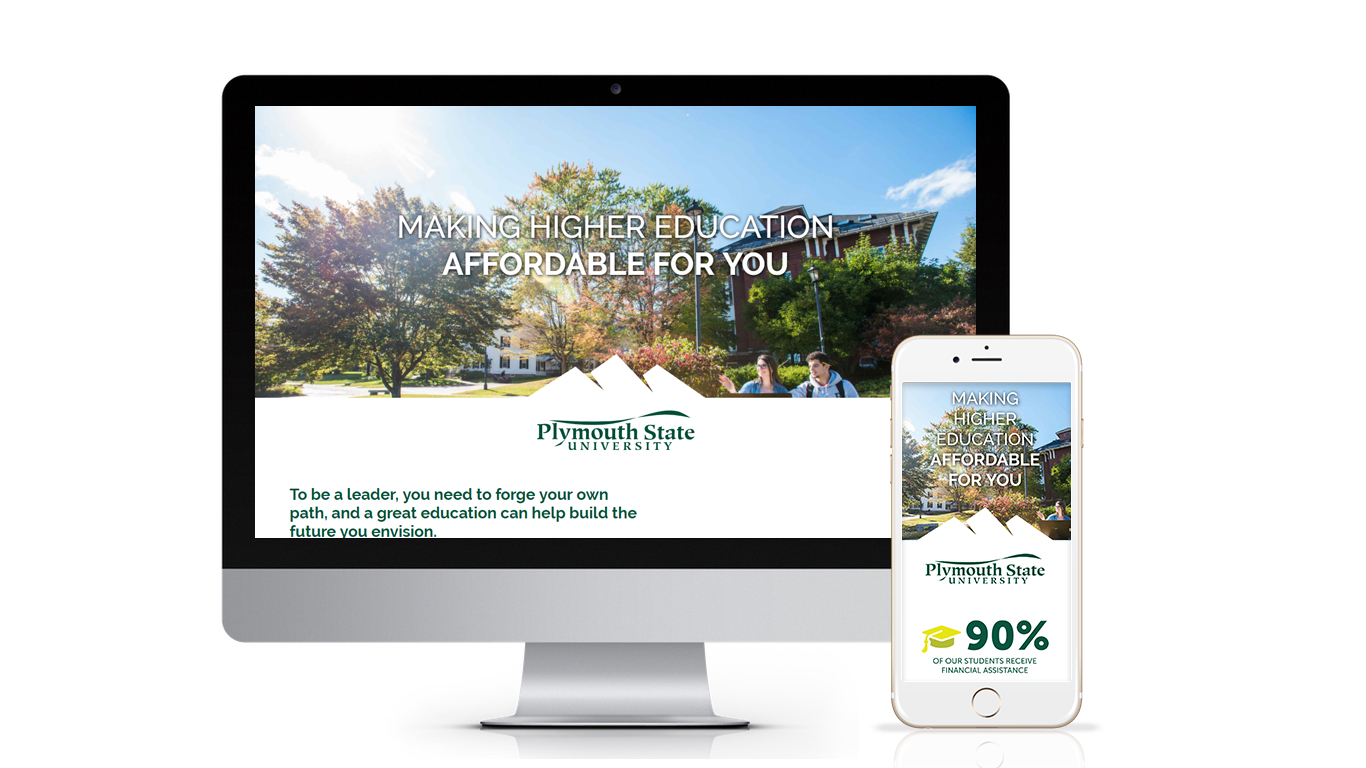 MAKING HIGHER EDUCATION
AFFORDABLE FOR YOU
Plymouth State
UNIVERSITY
To be a leader, you need to forge your own
path, and a great education can help build the
future you envision.
MAKING
HIGHER
EDUCATION
AFFORDABLE
FOR YOU
Plymouth State
UNIVERSITY
90%
OF OUR STUDENTS RECEIVE
FINANCIAL ASSISTANCE